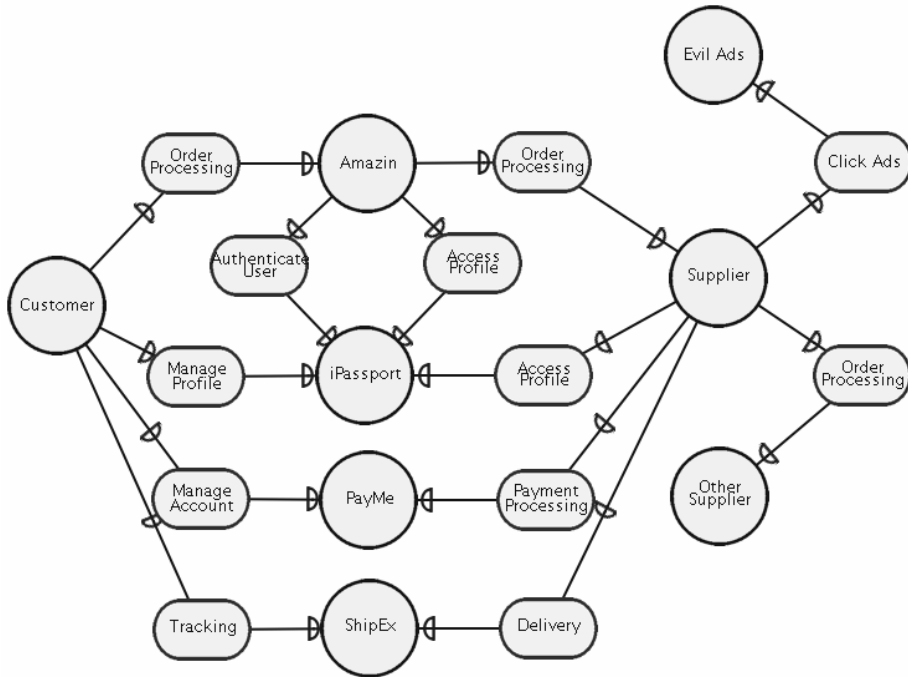 Evil Ads
Order
Processing
Amazin
Order
Processing
Click Ads
Authenticate
User
Access
Profile
Customer
Supplier
Manage
Profile
iPassport
Access
Profile
Order
Processing
Manage
Account
PayMe
Payment
Processing
Other
Supplier
Tracking
ShipEx
Delivery